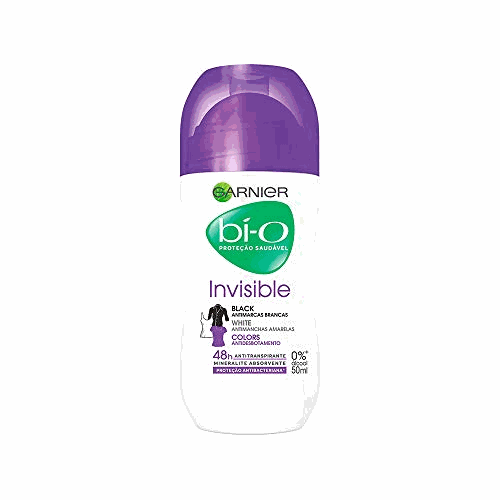 GARNIER
bí-O
PROTEÇÃO SAUDÁVEL
Invisible
BLACK
ANTIMARCAS BRANCAS
WHITE
ANTIMANCHAS AMARELAS
COLORS
ANTIDESBOTAMENTO
48h ANTITRANSPIRANTE
MINERALITE ABSORVENTE
PROTEÇÃO ANTIBACTERIANA*
0%*
álcool
50ml